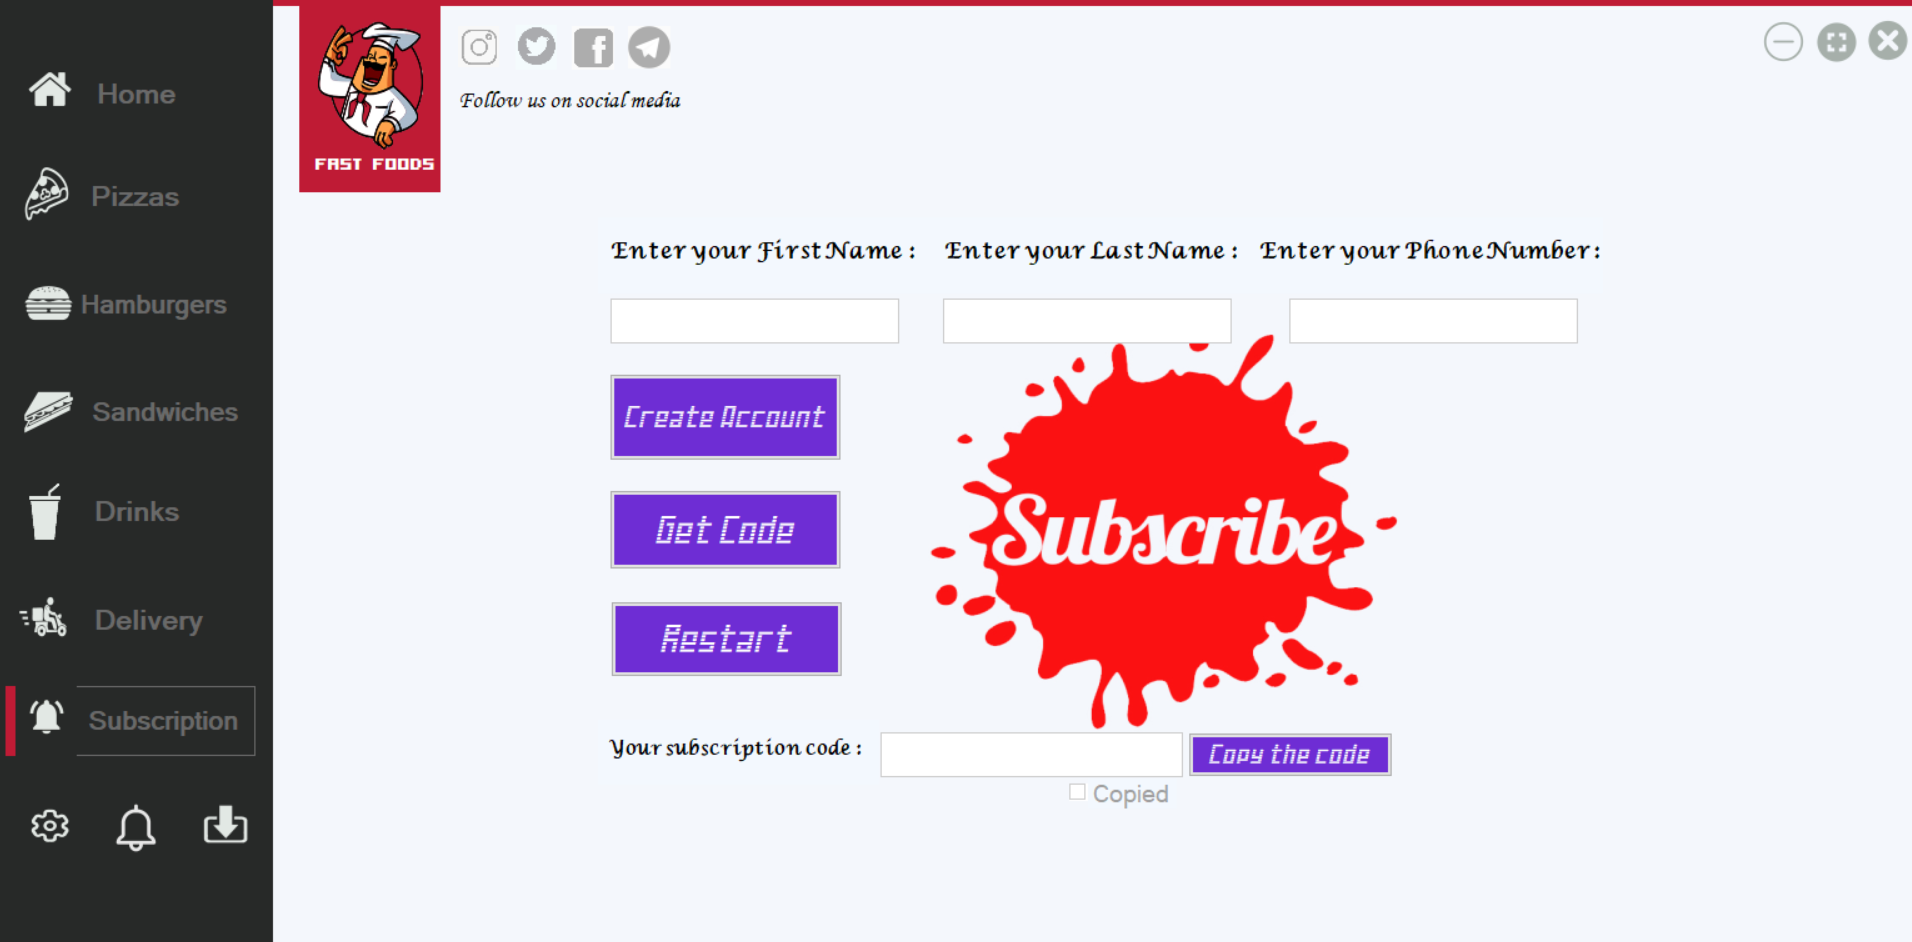 Home
Pizzas
Hamburgers
Sandwiches
Drinks
Delivery
Subscription
FAST FOODS
Follow us on social media
Enter your First Name :
Enter your Last Name :
Enter your Phone Number :
Create Account
Get Code
Restart
Subscribe
Your subscription code :
Copy the code
Copied